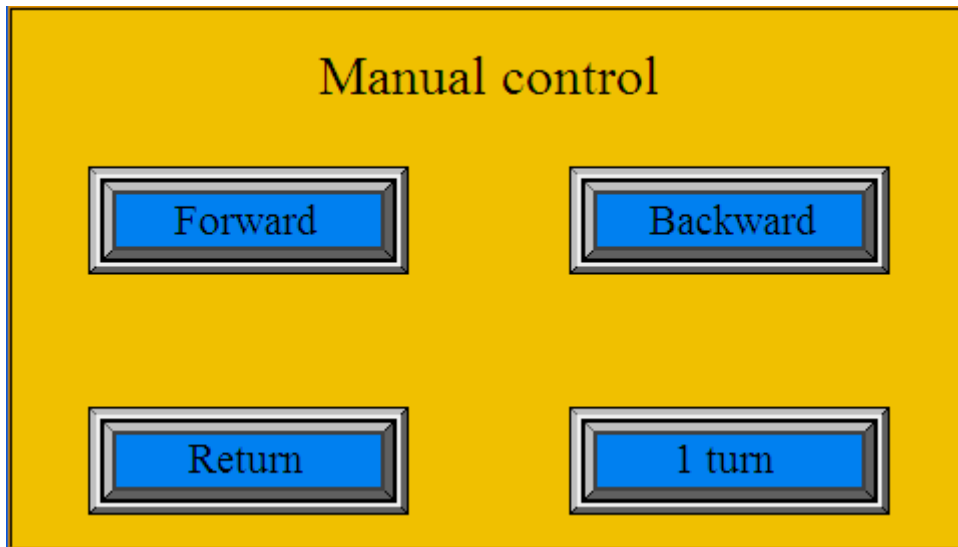 Manual control
Forward
Backward
Return
1 turn